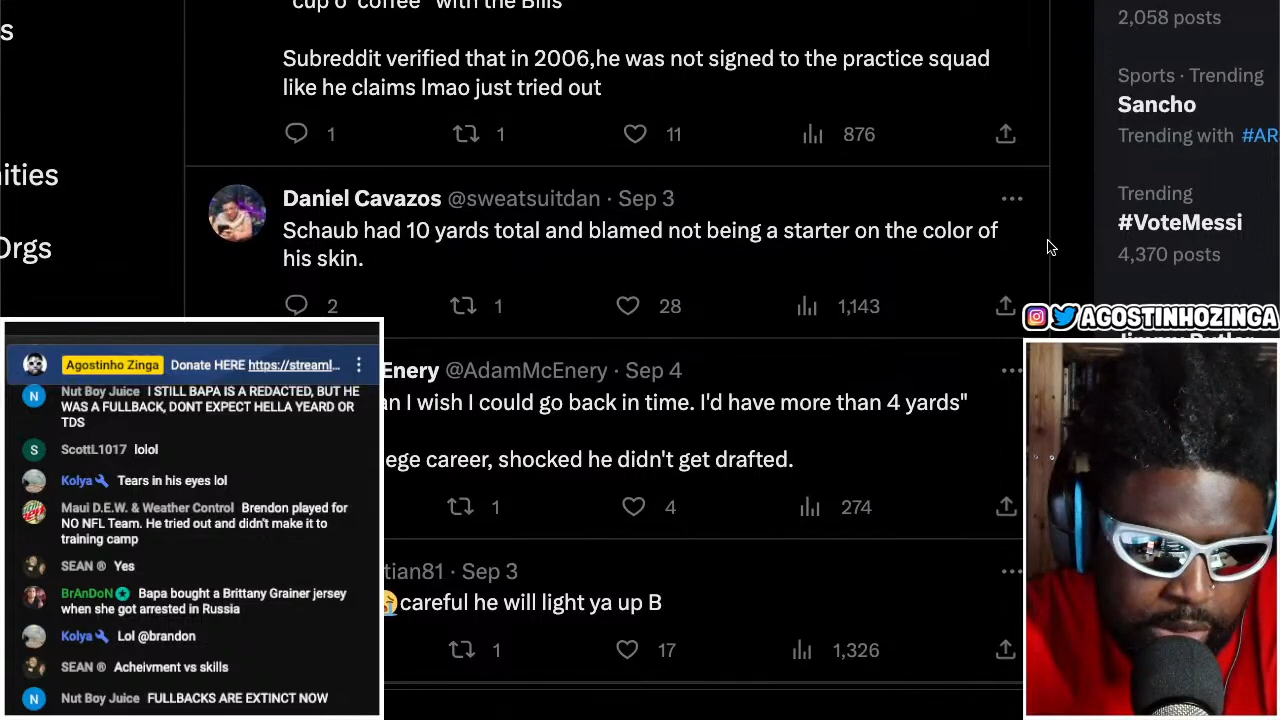 "cup o' coffee" with the Bills
s
2,058 posts
Subreddit verified that in 2006,he was not signed to the practice squad
like he claims lmao just tried out
1 1 11 876
Sports · Trending
Sancho
Trending with #AR
ities
Orgs
Daniel Cavazos @sweatsuitdan · Sep 3
Schaub had 10 yards total and blamed not being a starter on the color of
his skin.
2 1 28 1,143
Trending
#VoteMessi
4,370 posts
AGOSTINHOZINGA
Jimmy Butler
Enery @AdamMcEnery · Sep 4
an I wish I could go back in time. I'd have more than 4 yards"
ege career, shocked he didn't get drafted.
1 4 274
tian81 · Sep 3
careful he will light ya up B
1 17 1,326
Agostinho Zinga Donate HERE https://streaml...
N Nut Boy Juice I STILL BAPA IS A REDACTED, BUT HE
WAS A FULLBACK, DONT EXPECT HELLA YEARD OR
TDS
S ScottL1017 lolol
Kolya Tears in his eyes lol
Maui D.E.W. & Weather Control Brendon played for
NO NFL Team. He tried out and didn't make it to
training camp
SEAN ® Yes
BrAnDoN Bapa bought a Brittany Grainer jersey
when she got arrested in Russia
Kolya Lol @brandon
SEAN ® Acheivment vs skills
N Nut Boy Juice FULLBACKS ARE EXTINCT NOW